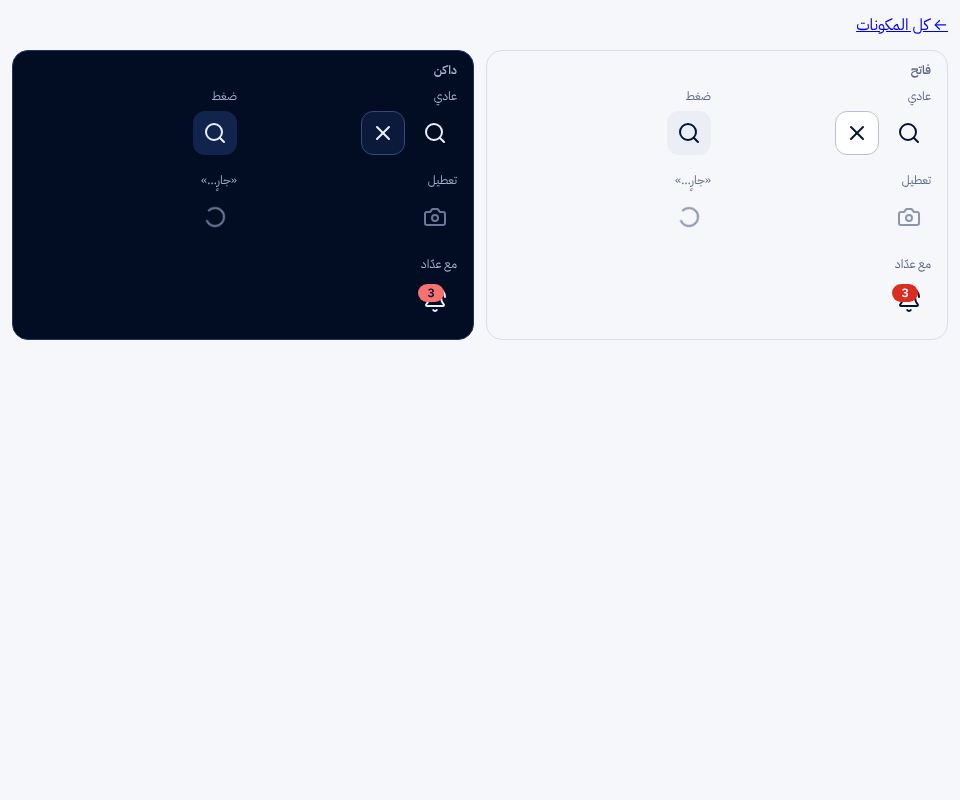 ← كل المكونات
فاتح
عادي
ضغط
تعطيل
«جارٍ…»
مع عدّاد
3
داكن
عادي
ضغط
تعطيل
«جارٍ…»
مع عدّاد
3